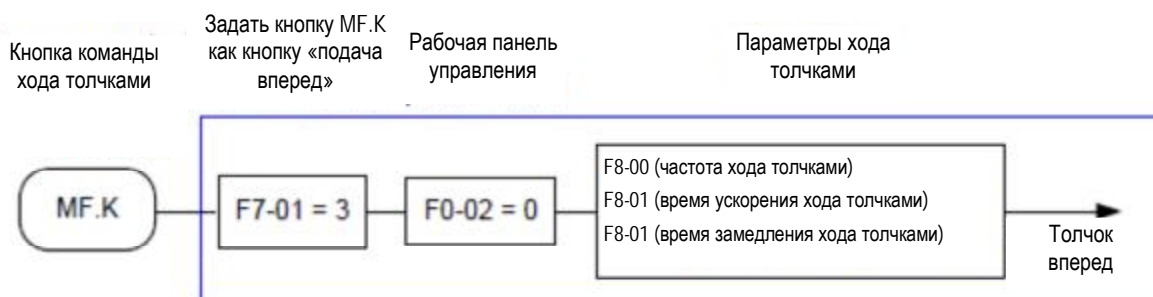 Кнопка команды
хода толчками
Задать кнопку MF.K
как кнопку «подача
вперед»
Рабочая панель
управления
Параметры хода
толчками
MF.K
F7-01 = 3
F0-02 = 0
F8-00 (частота хода толчками)
F8-01 (время ускорения хода толчками)
F8-01 (время замедления хода толчками)
Толчок
вперед